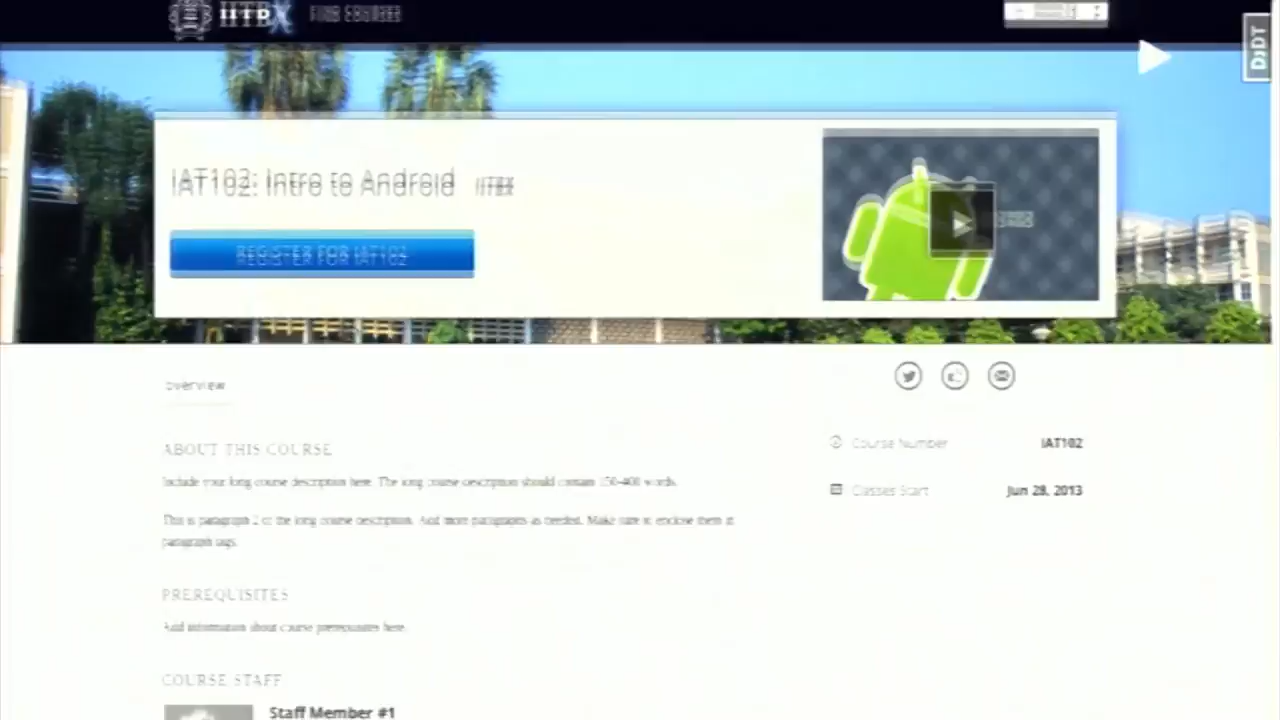 IITBX FIND COURSES
DJDT
IAT102: Intro to Android IITBX
REGISTER FOR IAT102
overview
ABOUT THIS COURSE
Include your long course description here. The long course description should contain 150-400 words.
This is paragraph 2 of the long course description. Add more paragraphs as needed. Make sure to enclose them in
paragraph tags.
PREREQUISITES
Add information about course prerequisites here.
COURSE STAFF
Staff Member #1
Course Number IAT102
Classes Start Jun 28, 2013